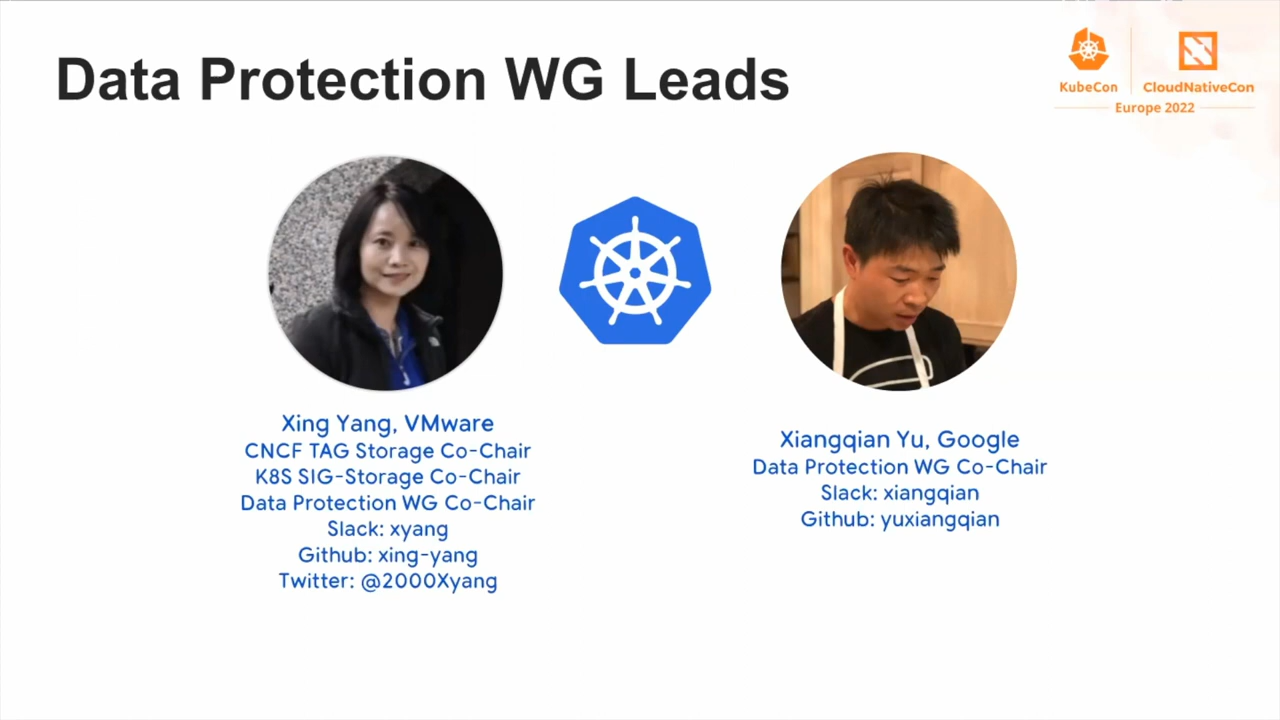 Data Protection WG Leads
KubeCon
CloudNativeCon
Europe 2022
Xing Yang, VMware
CNCF TAG Storage Co-Chair
K8S SIG-Storage Co-Chair
Data Protection WG Co-Chair
Slack: xyang
Github: xing-yang
Twitter: @2000Xyang
Xiangqian Yu, Google
Data Protection WG Co-Chair
Slack: xiangqian
Github: yuxiangqian